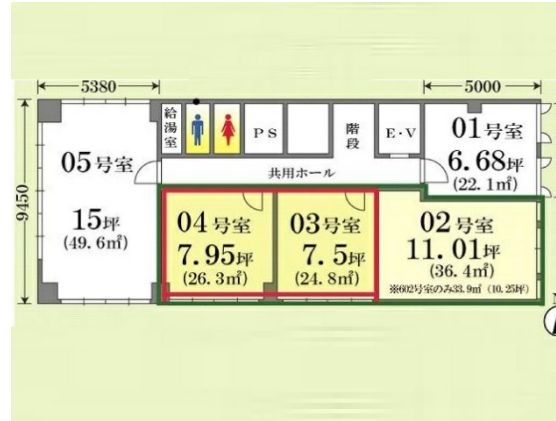 5380
5000
9450
給湯室
PS
階段
E・V
共用ホール
05号室
15坪
(49.6㎡)
01号室
6.68坪
(22.1㎡)
04号室
7.95坪
(26.3㎡)
03号室
7.5坪
(24.8㎡)
02号室
11.01坪
(36.4㎡)
※602号室のみ33.9㎡（10.25坪）